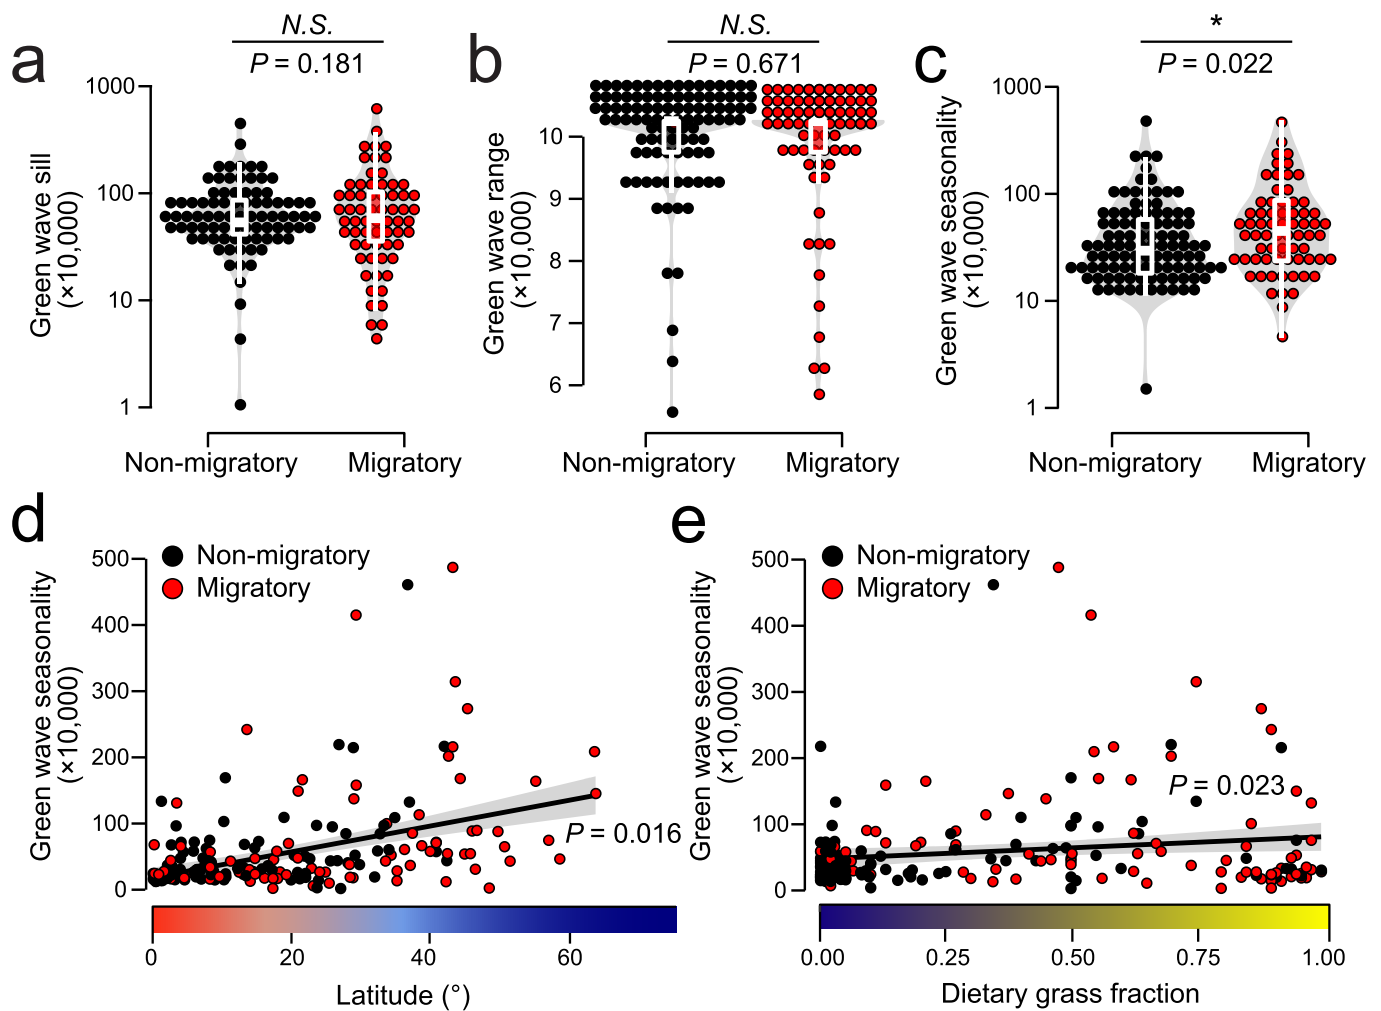 a
N.S.
P = 0.181
Green wave sill
(×10,000)
1000
100
10
1
Non-migratory
Migratory
b
N.S.
P = 0.671
Green wave range
(×10,000)
10
9
8
7
6
Non-migratory
Migratory
c
*
P = 0.022
Green wave seasonality
(×10,000)
1000
100
10
1
Non-migratory
Migratory
d
Green wave seasonality
(×10,000)
500
400
300
200
100
0
Non-migratory
Migratory
P = 0.016
0
20
40
60
Latitude (°)
e
Green wave seasonality
(×10,000)
500
400
300
200
100
0
Non-migratory
Migratory
P = 0.023
0.00
0.25
0.50
0.75
1.00
Dietary grass fraction